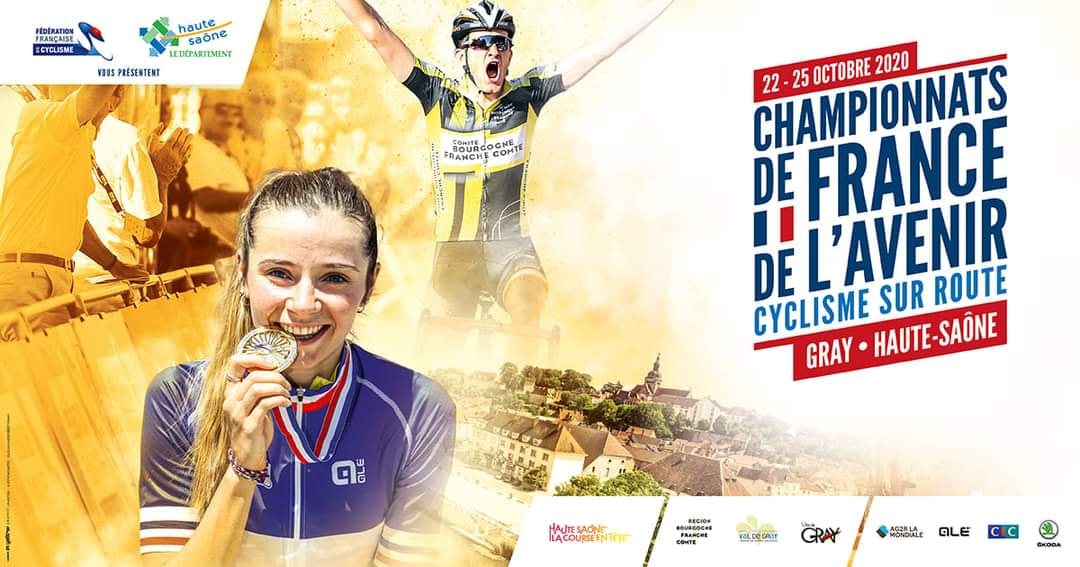 FÉDÉRATION
FRANÇAISE
DE CYCLISME
haute
saône
LE DÉPARTEMENT
VOUS PRÉSENTENT
COMITÉ
BOURGOGNE
FRANCHE COMTÉ
22 - 25 OCTOBRE 2020
CHAMPIONNATS
DE FRANCE
DE L'AVENIR
CYCLISME SUR ROUTE
GRAY • HAUTE-SAÔNE
ALÉ
HAUTE SAÔNE
LA COURSE EN TÊTE
REGION
BOURGOGNE
FRANCHE
COMTE
VAL DE GRAY
Ville de
GRAY
AG2R LA
MONDIALE
ALÉ
CIC
ŠKODA